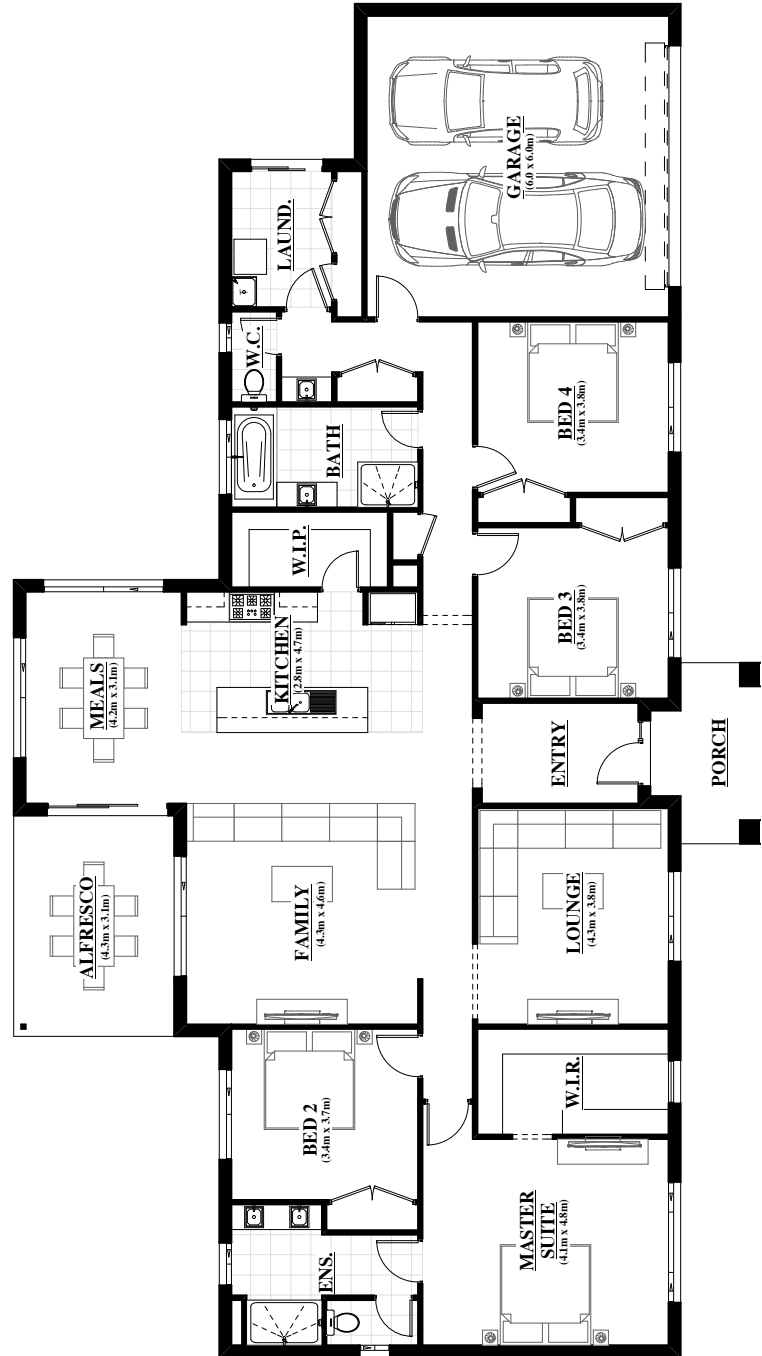 GARAGE
(6.0 x 6.0m)
LAUND.
W.C.
BATH
BED 4
(3.4m x 3.8m)
W.I.P.
BED 3
(3.4m x 3.8m)
KITCHEN
(2.8m x 4.7m)
MEALS
(4.2m x 3.1m)
ENTRY
PORCH
ALFRESCO
(4.3m x 3.1m)
FAMILY
(4.3m x 4.6m)
LOUNGE
(4.3m x 3.8m)
BED 2
(3.4m x 3.7m)
W.I.R.
ENS.
MASTER
SUITE
(4.1m x 4.8m)